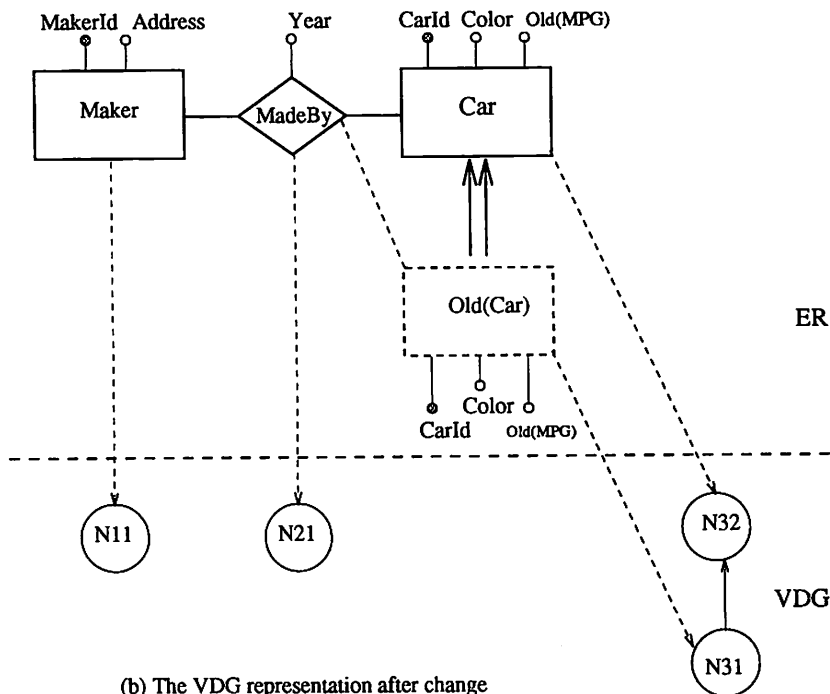 MakerId Address Year CarId Color Old(MPG)
Maker MadeBy Car
Old(Car)
ER
Color
CarId Old(MPG)
N11 N21 N32
VDG
N31
(b) The VDG representation after change